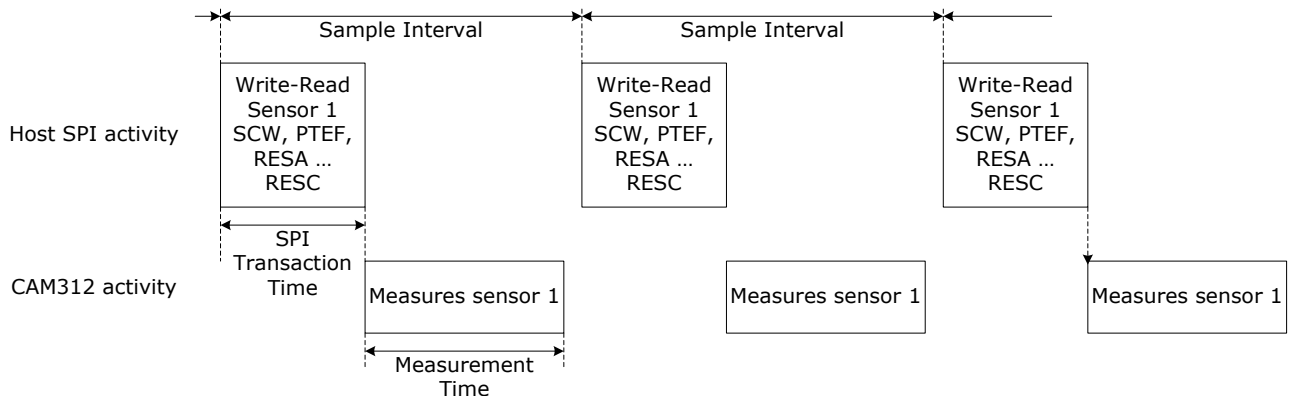 Sample Interval
Sample Interval
Host SPI activity
Write-Read
Sensor 1
SCW, PTEF,
RESA …
RESC
Write-Read
Sensor 1
SCW, PTEF,
RESA …
RESC
Write-Read
Sensor 1
SCW, PTEF,
RESA …
RESC
SPI
Transaction
Time
CAM312 activity
Measures sensor 1
Measures sensor 1
Measures sensor 1
Measurement
Time